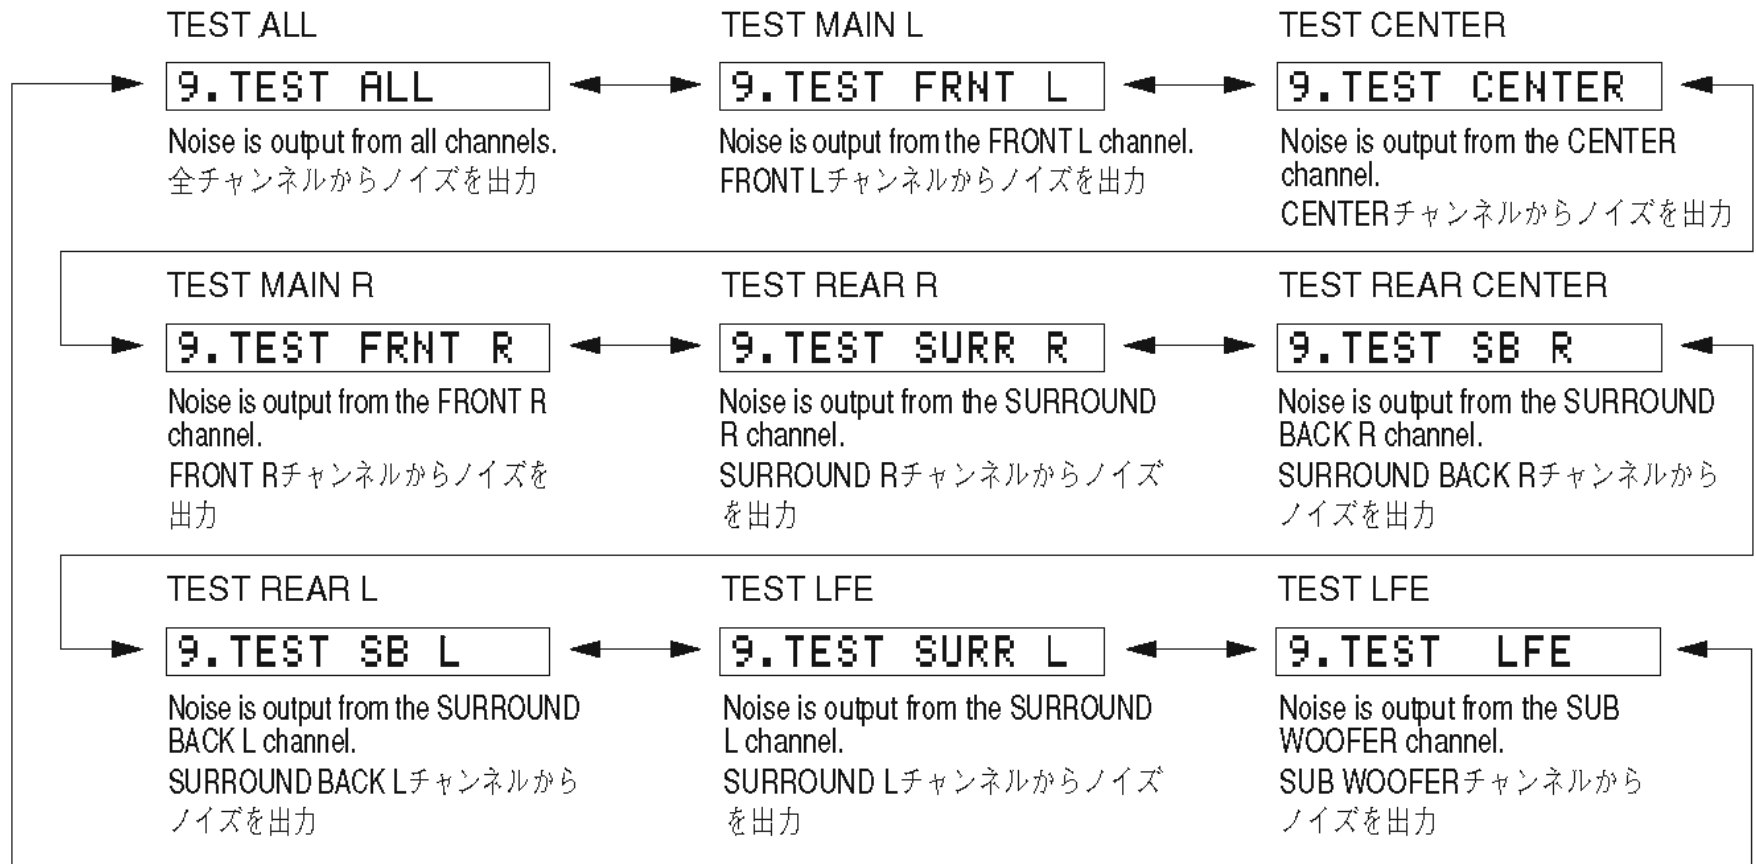 TEST ALL
9.TEST ALL
Noise is output from all channels.
全チャンネルからノイズを出力
TEST MAIN L
9.TEST FRNT L
Noise is output from the FRONT L channel.
FRONT Lチャンネルからノイズを出力
TEST CENTER
9.TEST CENTER
Noise is output from the CENTER
channel.
CENTERチャンネルからノイズを出力
TEST MAIN R
9.TEST FRNT R
Noise is output from the FRONT R
channel.
FRONT Rチャンネルからノイズを
出力
TEST REAR R
9.TEST SURR R
Noise is output from the SURROUND
R channel.
SURROUND Rチャンネルからノイズ
を出力
TEST REAR CENTER
9.TEST SB R
Noise is output from the SURROUND
BACK R channel.
SURROUND BACK Rチャンネルから
ノイズを出力
TEST REAR L
9.TEST SB L
Noise is output from the SURROUND
BACK L channel.
SURROUND BACK Lチャンネルから
ノイズを出力
TEST LFE
9.TEST SURR L
Noise is output from the SURROUND
L channel.
SURROUND Lチャンネルからノイズ
を出力
TEST LFE
9.TEST LFE
Noise is output from the SUB
WOOFER channel.
SUB WOOFERチャンネルから
ノイズを出力